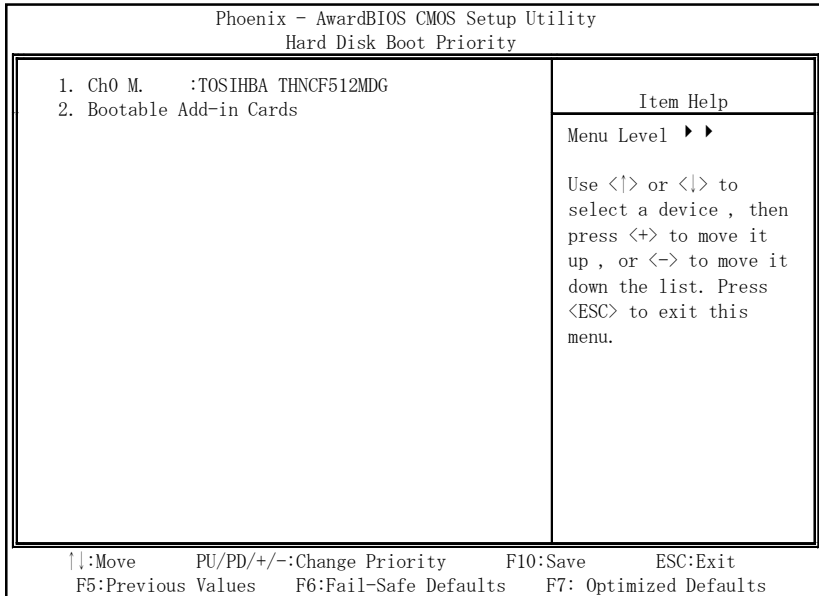 Phoenix - AwardBIOS CMOS Setup Utility
Hard Disk Boot Priority
1. Ch0 M. :TOSIHBA THNCF512MDG
2. Bootable Add-in Cards
Item Help
Menu Level ▶ ▶
Use <↑> or <↓> to
select a device , then
press <+> to move it
up , or <-> to move it
down the list. Press
<ESC> to exit this
menu.
↑↓:Move PU/PD/+/-:Change Priority F10:Save ESC:Exit
F5:Previous Values F6:Fail-Safe Defaults F7: Optimized Defaults